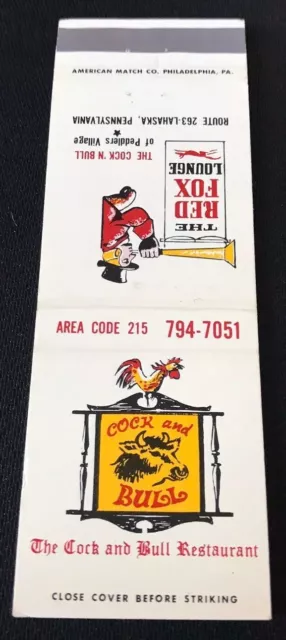 AMERICAN MATCH CO. PHILADELPHIA, PA.
THE
RED
FOX
LOUNGE
THE COCK 'N BULL
of Peddlers Village
ROUTE 263-LAHASKA, PENNSYLVANIA
AREA CODE 215 794-7051
COCK and
BULL
The Cock and Bull Restaurant
CLOSE COVER BEFORE STRIKING